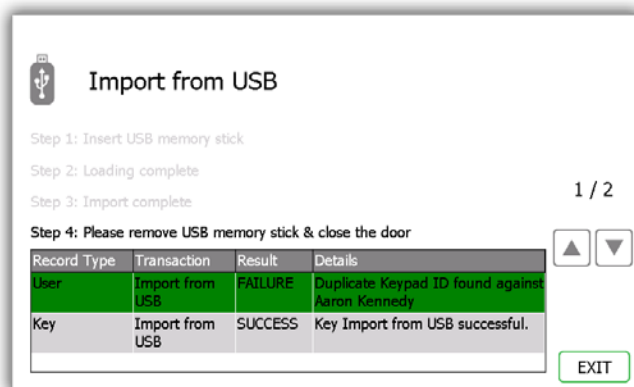 Import from USB
Step 1: Insert USB memory stick
Step 2: Loading complete
Step 3: Import complete
1 / 2
Step 4: Please remove USB memory stick & close the door
Record Type Transaction Result Details
User Import from USB FAILURE Duplicate Keypad ID found against Aaron Kennedy
Key Import from USB SUCCESS Key Import from USB successful.
EXIT